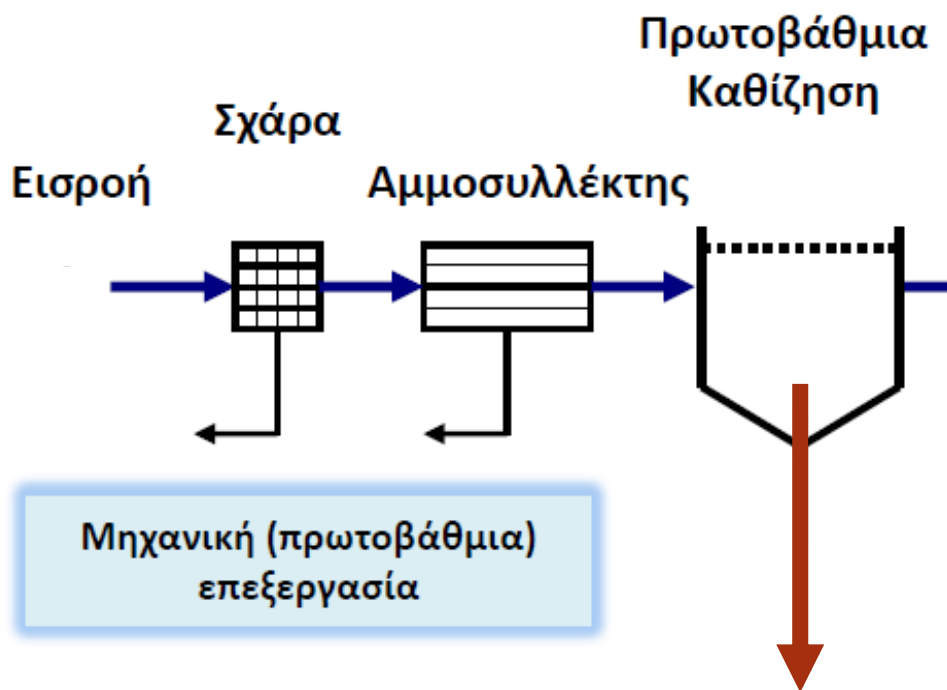 Πρωτοβάθμια
Καθίζηση
Σχάρα
Εισροή
Αμμοσυλλέκτης
Μηχανική (πρωτοβάθμια)
επεξεργασία